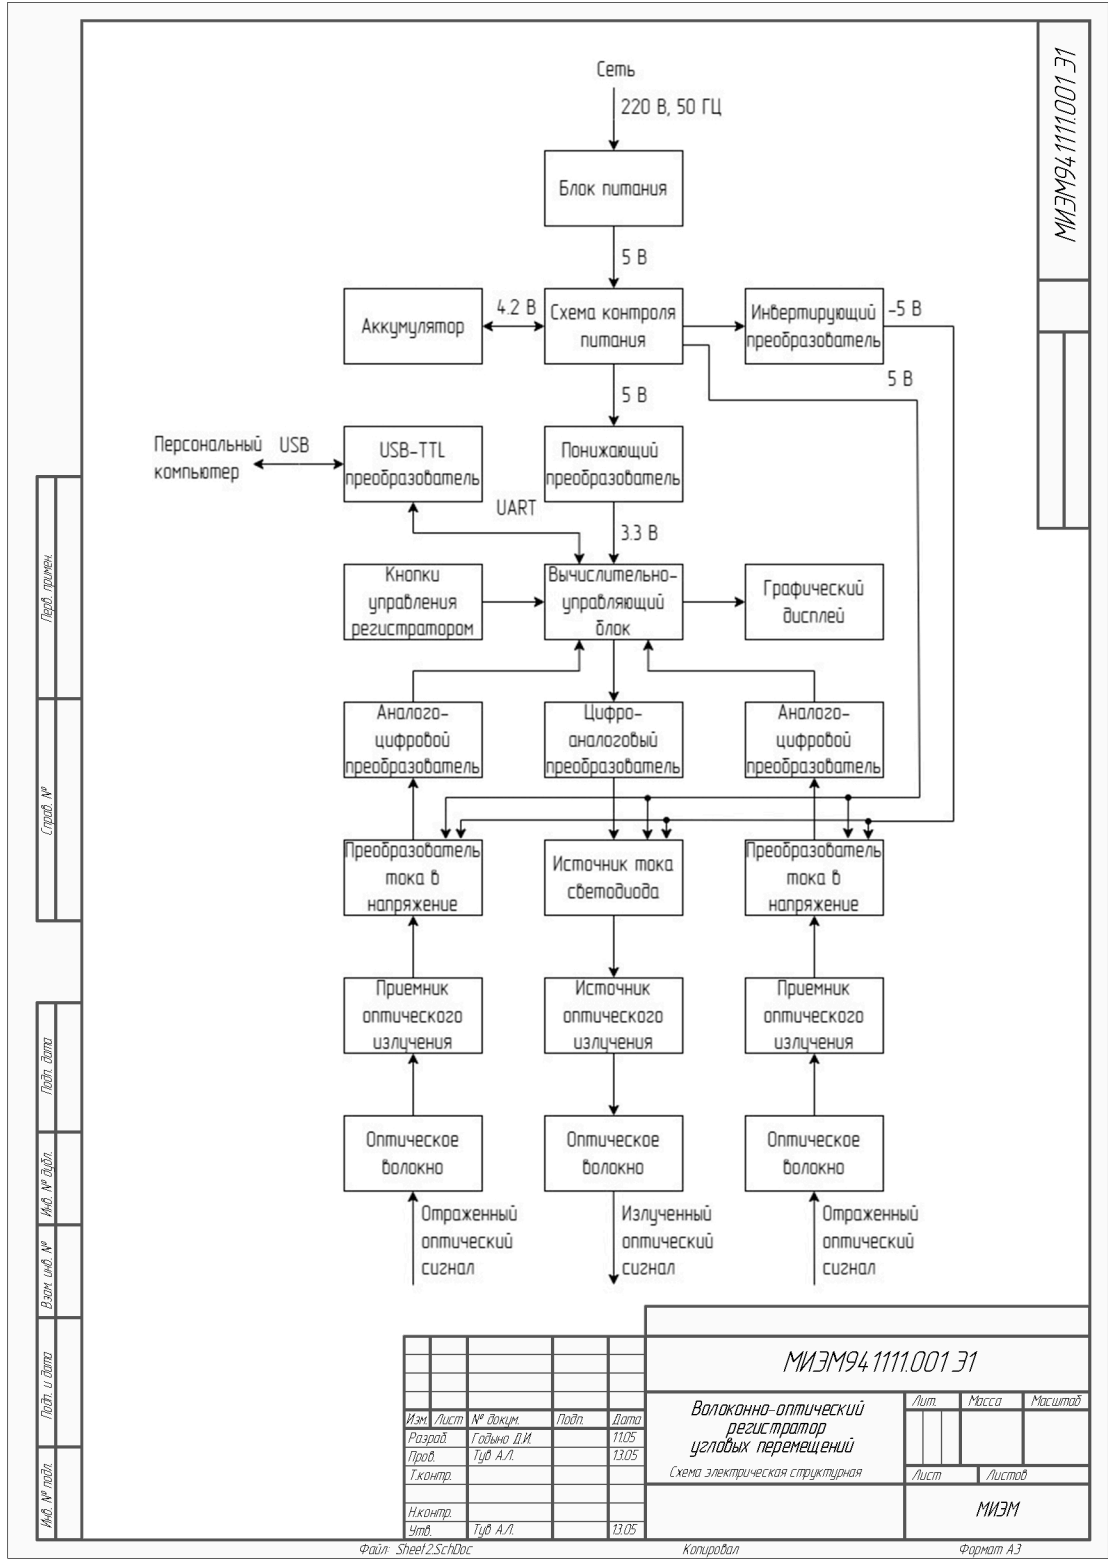 Сеть
220 В, 50 ГЦ
МИЭМ941111.001 Э1
Блок питания
5 В
Аккумулятор
4.2 В
Схема контроля
питания
Инвертирующий
преобразователь
-5 В
5 В
5 В
Персональный
компьютер
USB
USB-TTL
преобразователь
Понижающий
преобразователь
UART
3.3 В
Кнопки
управления
регистратором
Вычислительно-
управляющий
блок
Графический
дисплей
Аналого-
цифровой
преобразователь
Цифро-
аналоговый
преобразователь
Аналого-
цифровой
преобразователь
Преобразователь
тока в
напряжение
Источник тока
светодиода
Преобразователь
тока в
напряжение
Приемник
оптического
излучения
Источник
оптического
излучения
Приемник
оптического
излучения
Оптическое
волокно
Оптическое
волокно
Оптическое
волокно
Отраженный
оптический
сигнал
Излученный
оптический
сигнал
Отраженный
оптический
сигнал
Перв. примен.
Справ. №
Подп. дата
Инв. № дубл.
Взам. инв. №
Подп. и дата
Инв. № подл.
МИЭМ941111.001 Э1
Изм. Лист № докум. Подп. Дата
Разраб. Годыно Д.И. 11.05
Пров. Тув А.Л. 13.05
Т.контр.
Н.контр.
Утв. Тув А.Л. 13.05
Волоконно-оптический
регистратор
угловых перемещений
Схема электрическая структурная
Лит. Масса Масштаб
Лист Листов
МИЭМ
Файл: Sheet2.SchDoc Копировал Формат А3